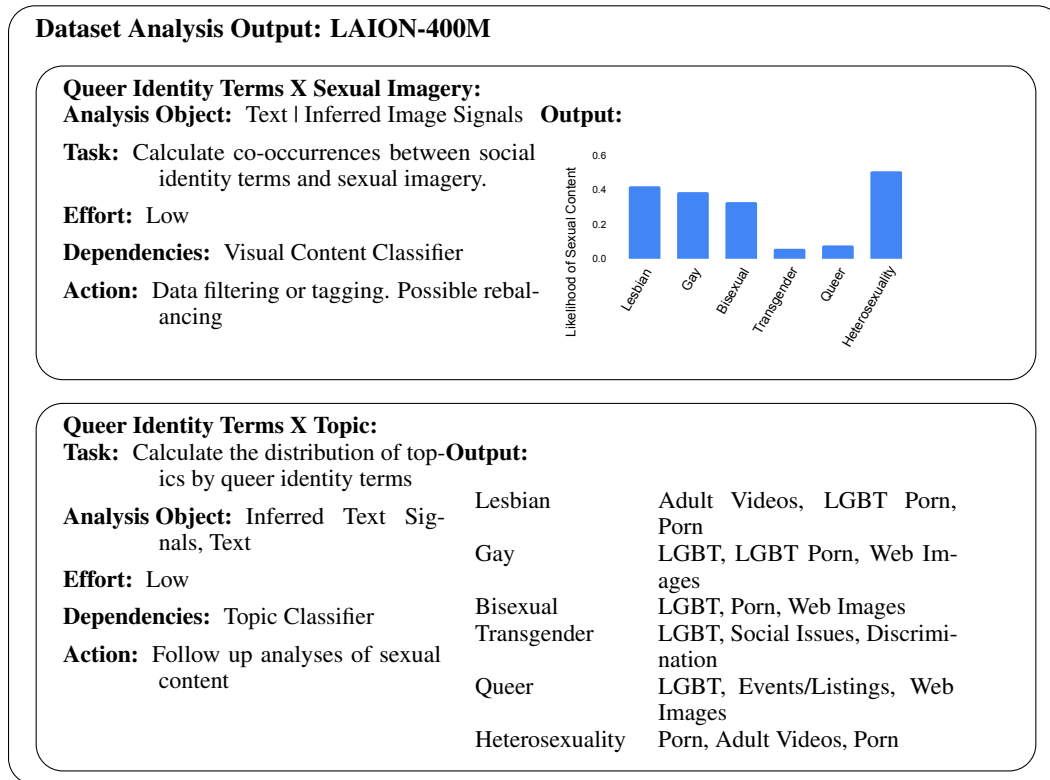 Dataset Analysis Output: LAION-400M
Queer Identity Terms X Sexual Imagery:
Analysis Object: Text | Inferred Image Signals
Task: Calculate co-occurrences between social
identity terms and sexual imagery.
Effort: Low
Dependencies: Visual Content Classifier
Action: Data filtering or tagging. Possible rebal-
ancing
Output:
Likelihood of Sexual Content
0.6
0.4
0.2
0.0
Lesbian
Gay
Bisexual
Transgender
Queer
Heterosexuality
Queer Identity Terms X Topic:
Task: Calculate the distribution of top-
ics by queer identity terms
Analysis Object: Inferred Text Sig-
nals, Text
Effort: Low
Dependencies: Topic Classifier
Action: Follow up analyses of sexual
content
Output:
Lesbian Adult Videos, LGBT Porn,
Porn
Gay LGBT, LGBT Porn, Web Im-
ages
Bisexual LGBT, Porn, Web Images
Transgender LGBT, Social Issues, Discrimi-
nation
Queer LGBT, Events/Listings, Web
Images
Heterosexuality Porn, Adult Videos, Porn